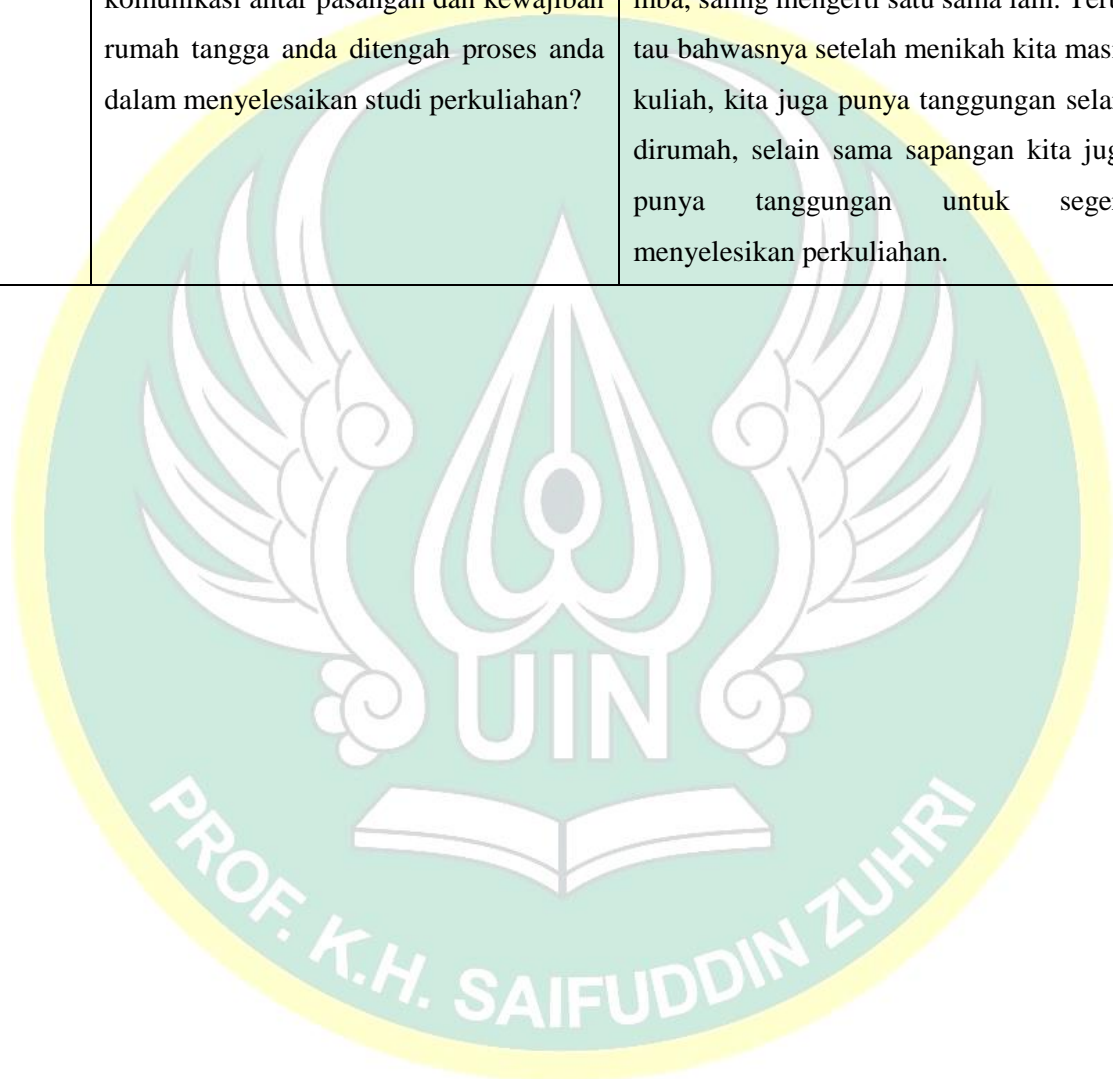 komunikasi antar pasangan dan kewajiban
rumah tangga anda ditengah proses anda
dalam menyelesaikan studi perkuliahan?
mba, saling mengerti satu sama lain.
tau bahwasnya setelah menikah kita
kuliah, kita juga punya tanggungan
dirumah, selain sama sapangan kita
punya tanggungan untuk
menyelesikan perkuliahan.
UIN
PROF. K.H. SAIFUDDIN ZUHRI